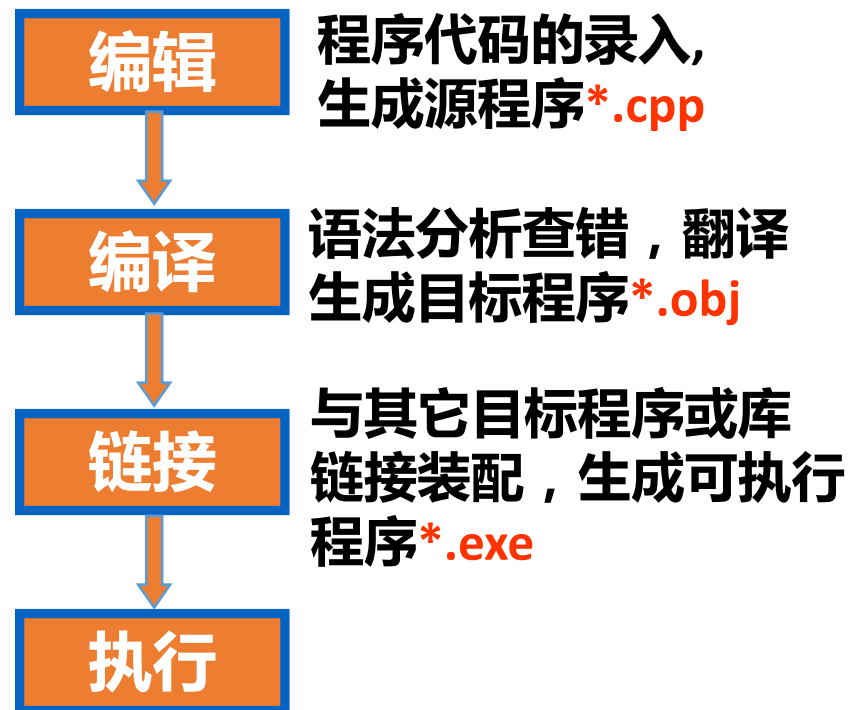 编辑
程序代码的录入,
生成源程序*.cpp
编译
语法分析查错，翻译
生成目标程序*.obj
链接
与其它目标程序或库
链接装配，生成可执行
程序*.exe
执行